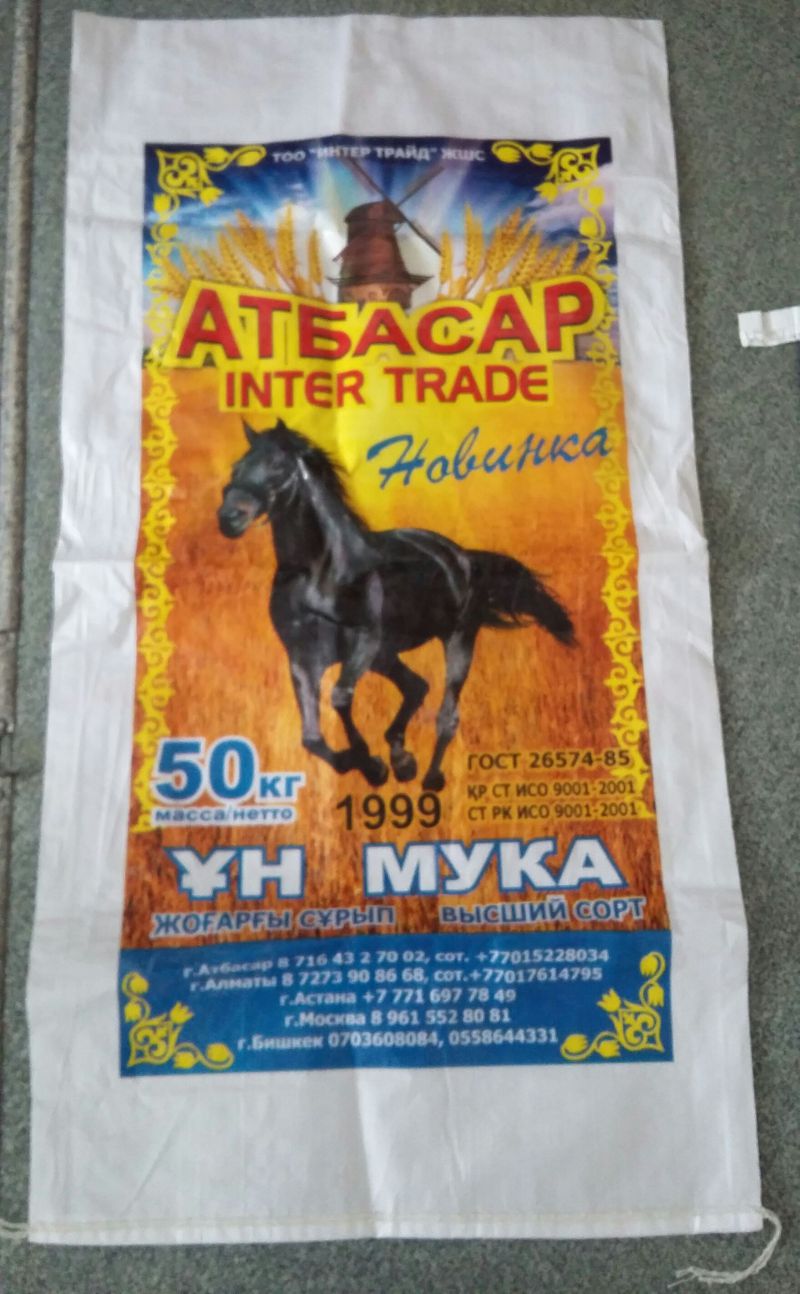 ТОО "ИНТЕР ТРАЙД" ЖШС
АТБАСАР
INTER TRADE
Новинка
50кг
масса/нетто
1999
ГОСТ 26574-85
ҚР СТ ИСО 9001-2001
СТ РК ИСО 9001-2001
ҰН МУКА
ЖОҒАРҒЫ СҰРЫП ВЫСШИЙ СОРТ
г.Атбасар 8 716 43 2 70 02, сот. +77015228034
г.Алматы 8 7273 90 86 68, сот.+77017614795
г.Астана +7 771 697 78 49
г.Москва 8 961 552 80 81
г.Бишкек 0703608084, 0558644331